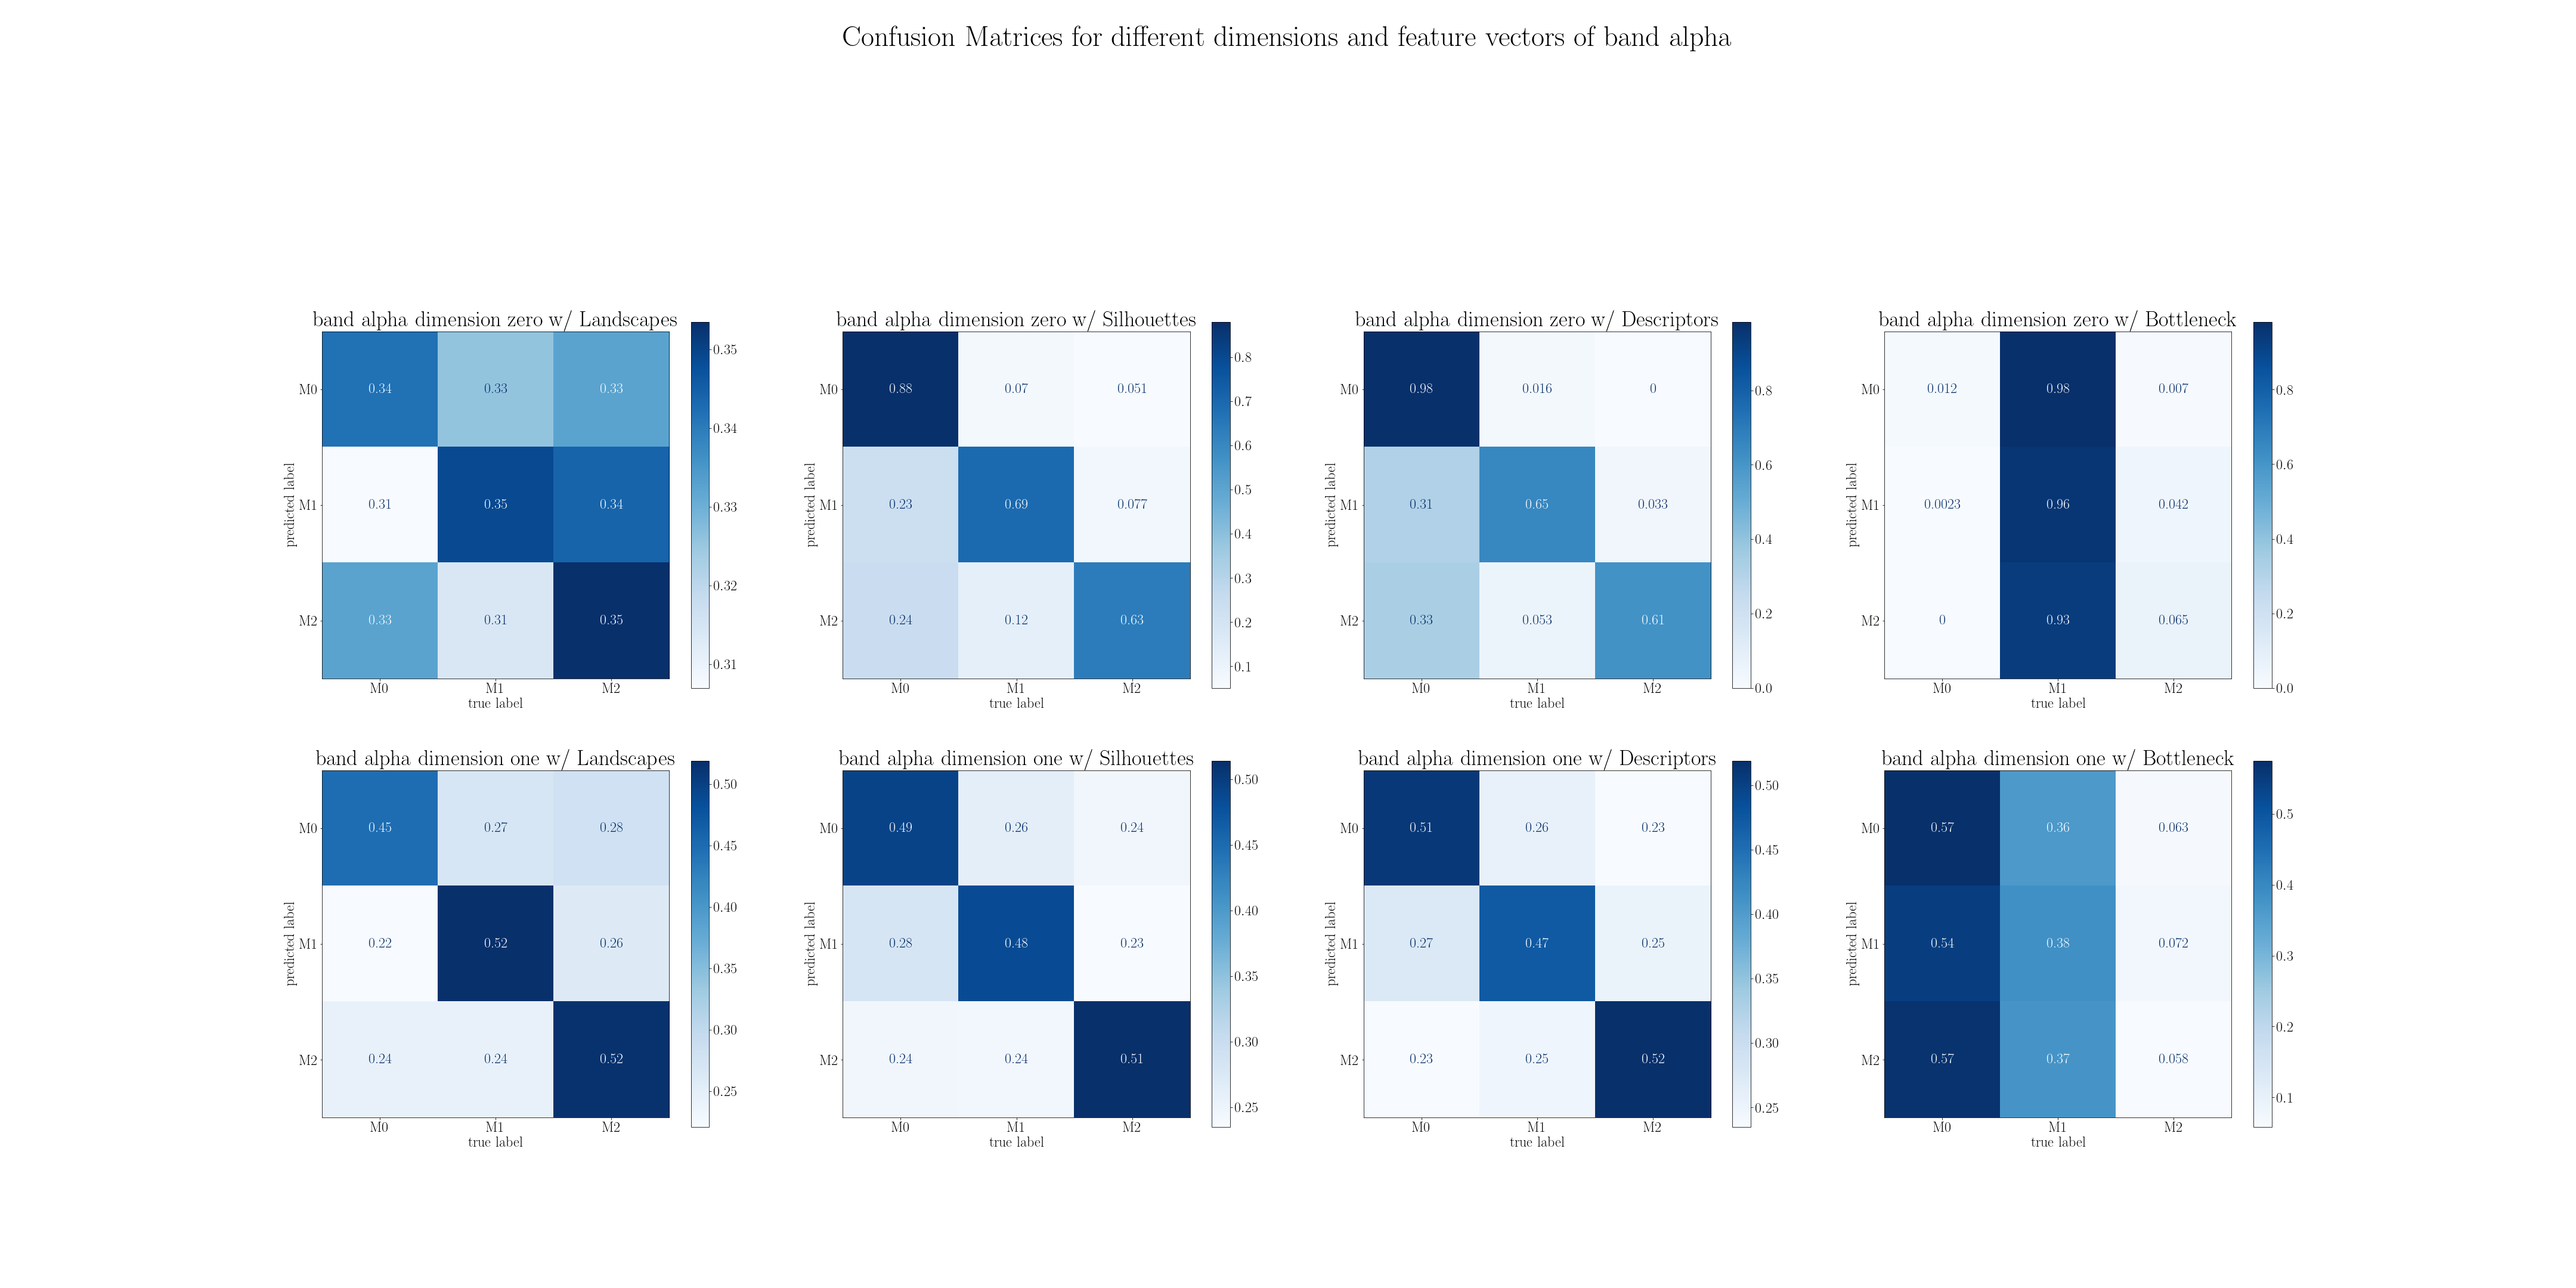 Confusion Matrices for different dimensions and feature vectors of band alpha
band alpha dimension zero w/ Landscapes
M0 0.34 0.33 0.33
M1 0.31 0.35 0.34
M2 0.33 0.31 0.35
M0 M1 M2
true label
predicted label
0.35
0.34
0.33
0.32
0.31
band alpha dimension zero w/ Silhouettes
M0 0.88 0.07 0.051
M1 0.23 0.69 0.077
M2 0.24 0.12 0.63
M0 M1 M2
true label
predicted label
0.8
0.7
0.6
0.5
0.4
0.3
0.2
0.1
band alpha dimension zero w/ Descriptors
M0 0.98 0.016 0
M1 0.31 0.65 0.033
M2 0.33 0.053 0.61
M0 M1 M2
true label
predicted label
0.8
0.6
0.4
0.2
0.0
band alpha dimension zero w/ Bottleneck
M0 0.012 0.98 0.007
M1 0.0023 0.96 0.042
M2 0 0.93 0.065
M0 M1 M2
true label
predicted label
0.8
0.6
0.4
0.2
0.0
band alpha dimension one w/ Landscapes
M0 0.45 0.27 0.28
M1 0.22 0.52 0.26
M2 0.24 0.24 0.52
M0 M1 M2
true label
predicted label
0.50
0.45
0.40
0.35
0.30
0.25
band alpha dimension one w/ Silhouettes
M0 0.49 0.26 0.24
M1 0.28 0.48 0.23
M2 0.24 0.24 0.51
M0 M1 M2
true label
predicted label
0.50
0.45
0.40
0.35
0.30
0.25
band alpha dimension one w/ Descriptors
M0 0.51 0.26 0.23
M1 0.27 0.47 0.25
M2 0.23 0.25 0.52
M0 M1 M2
true label
predicted label
0.50
0.45
0.40
0.35
0.30
0.25
band alpha dimension one w/ Bottleneck
M0 0.57 0.36 0.063
M1 0.54 0.38 0.072
M2 0.57 0.37 0.058
M0 M1 M2
true label
predicted label
0.5
0.4
0.3
0.2
0.1